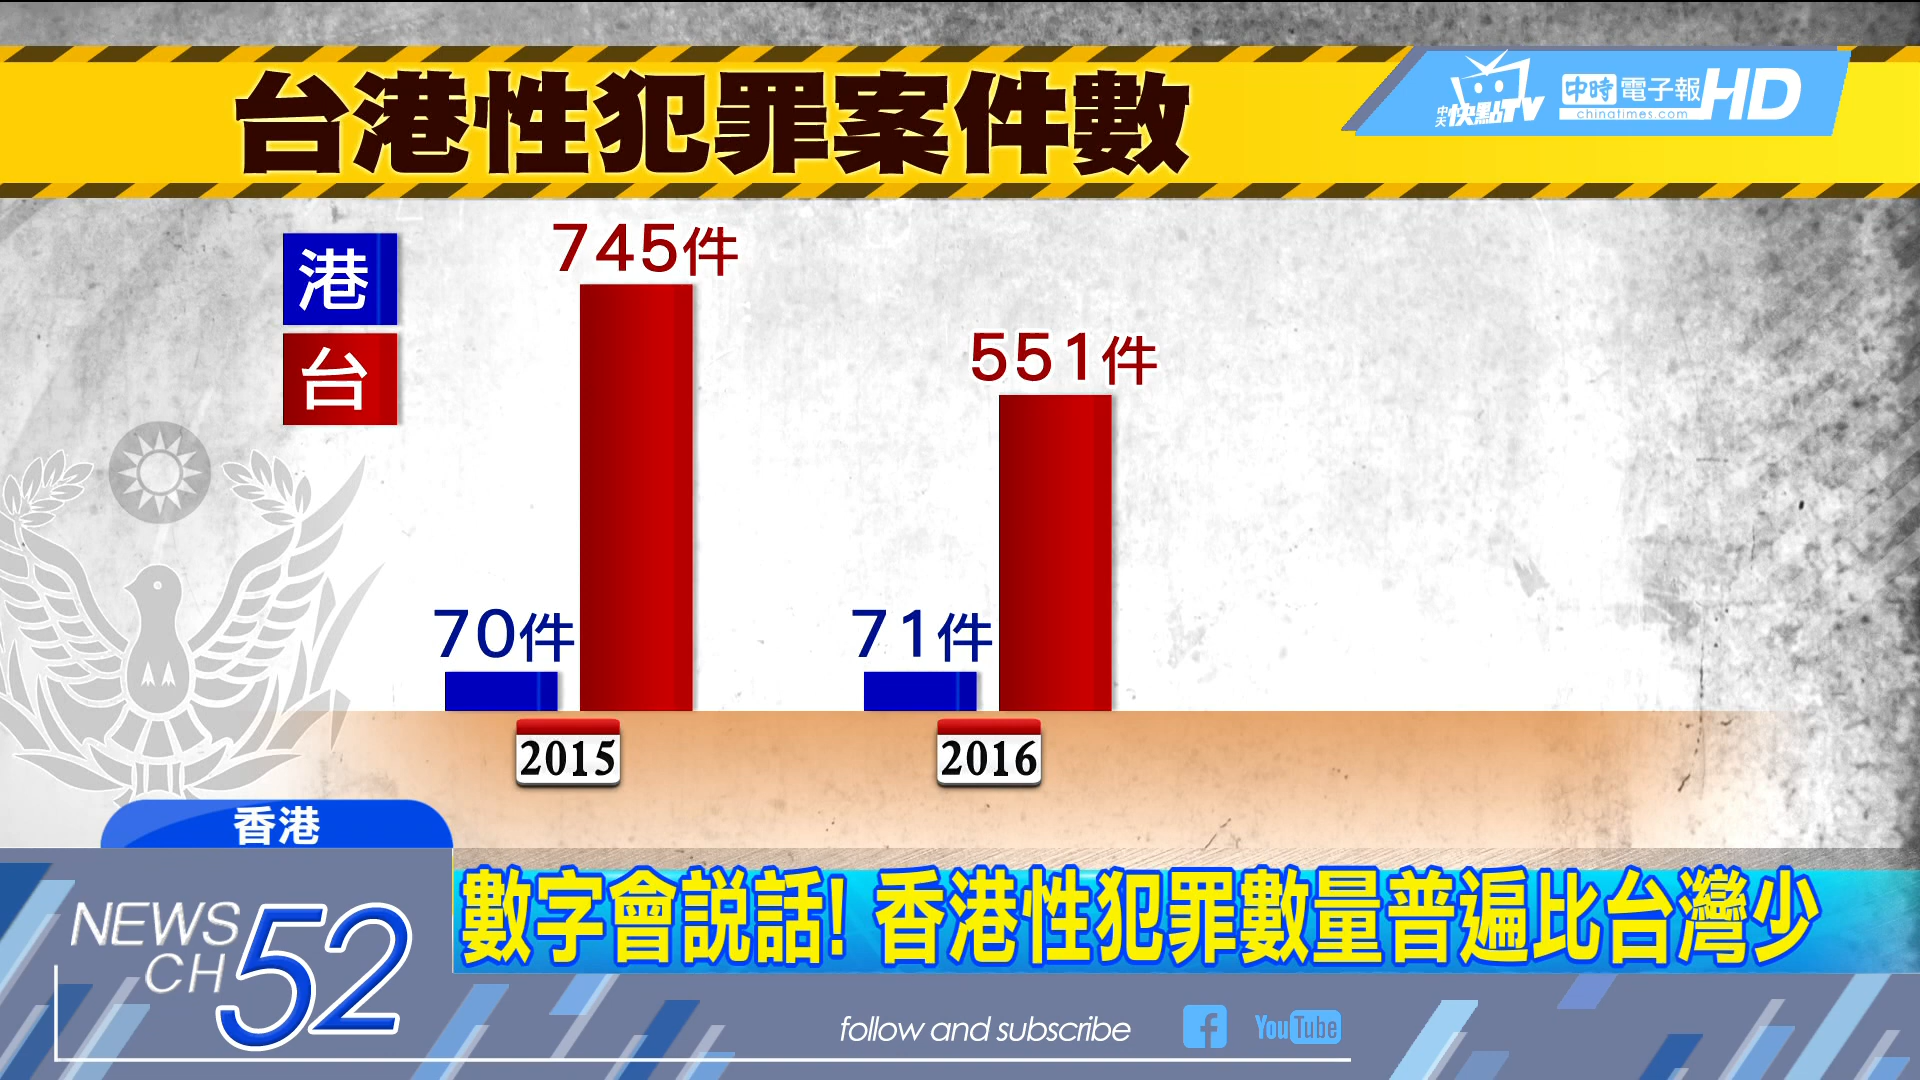 台港性犯罪案件數
中天快點TV
中時電子報HD
chinatimes.com
港
台
745件
551件
70件
71件
2015
2016
香港
數字會說話! 香港性犯罪數量普遍比台灣少
NEWS
CH 52
follow and subscribe
YouTube